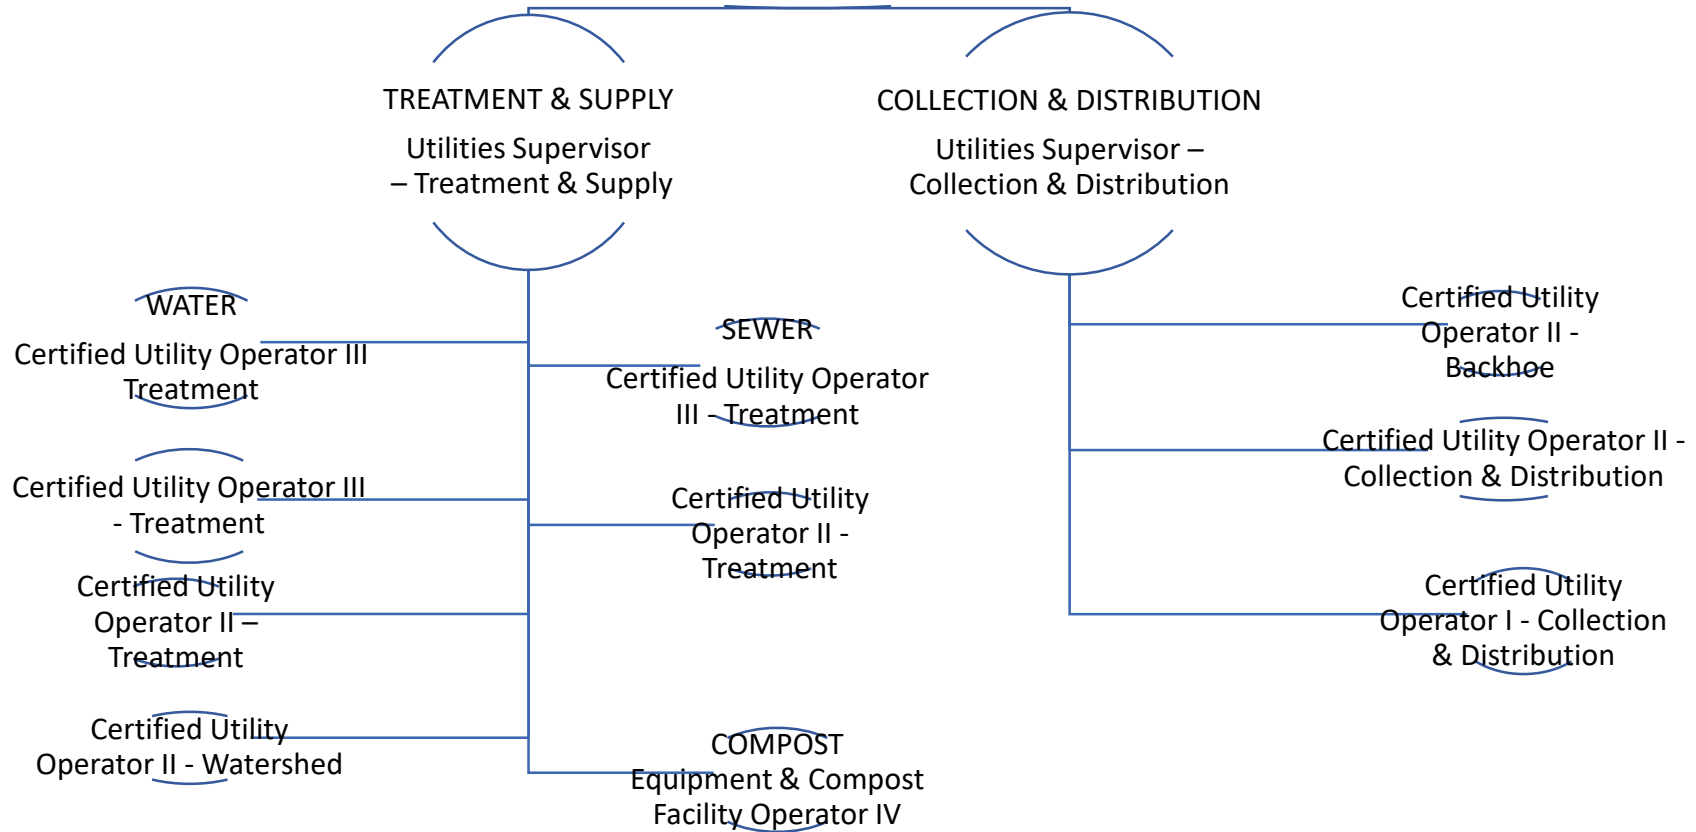 TREATMENT & SUPPLY
Utilities Supervisor
– Treatment & Supply
COLLECTION & DISTRIBUTION
Utilities Supervisor –
Collection & Distribution
WATER
Certified Utility Operator III
Treatment
Certified Utility Operator III
- Treatment
Certified Utility
Operator II –
Treatment
Certified Utility
Operator II - Watershed
SEWER
Certified Utility Operator
III - Treatment
Certified Utility
Operator II -
Treatment
COMPOST
Equipment & Compost
Facility Operator IV
Certified Utility
Operator II -
Backhoe
Certified Utility Operator II -
Collection & Distribution
Certified Utility
Operator I - Collection
& Distribution